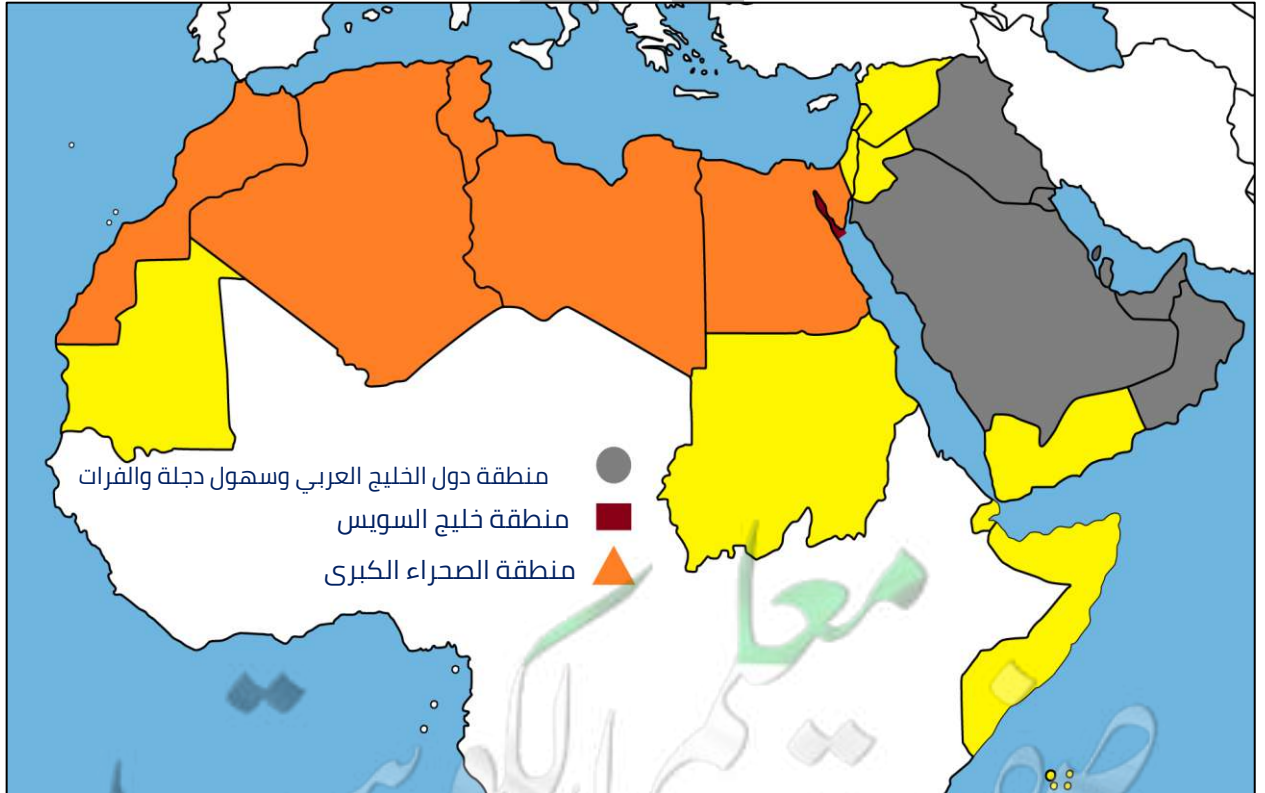 منطقة دول الخليج العربي وسهول دجلة والفرات
منطقة خليج السويس
منطقة الصحراء الكبرى